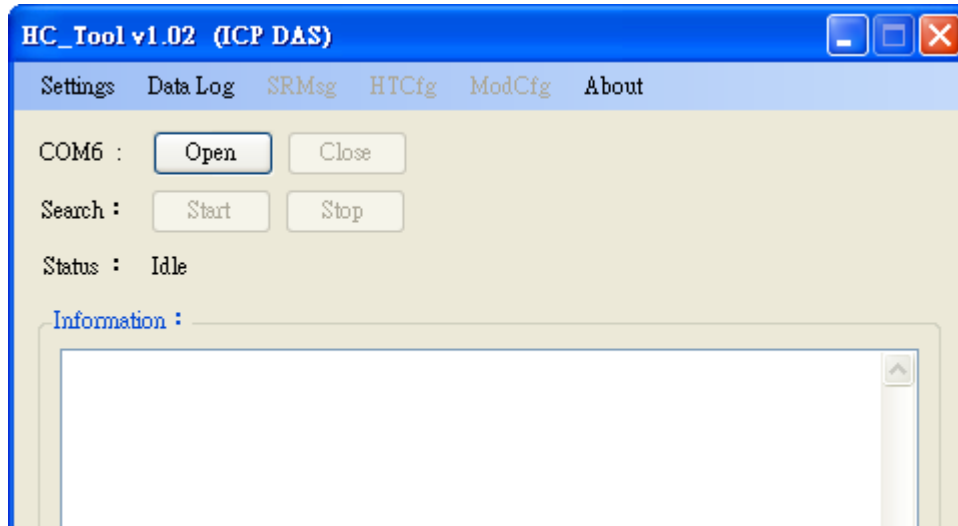 HC_Tool v1.02 (ICP DAS)
Settings Data Log SRMsg HTCfg ModCfg About
COM6 : Open Close
Search : Start Stop
Status : Idle
Information :